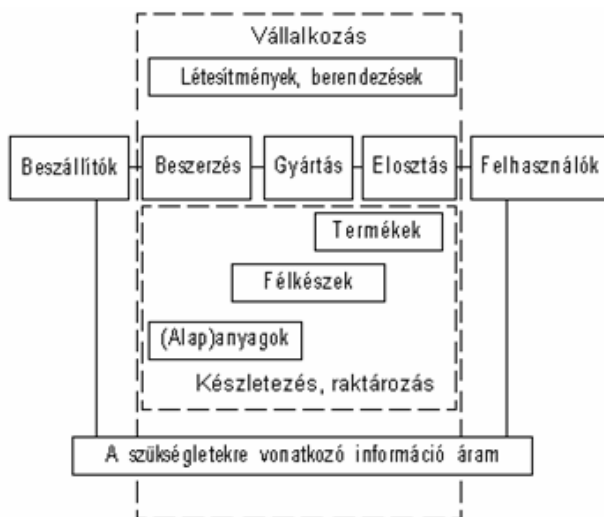 Vállalkozás
Létesítmények, berendezések
Beszállítók
Beszerzés
Gyártás
Elosztás
Felhasználók
Termékek
Félkészek
(Alap)anyagok
Készletezés, raktározás
A szükségletekre vonatkozó információ áram